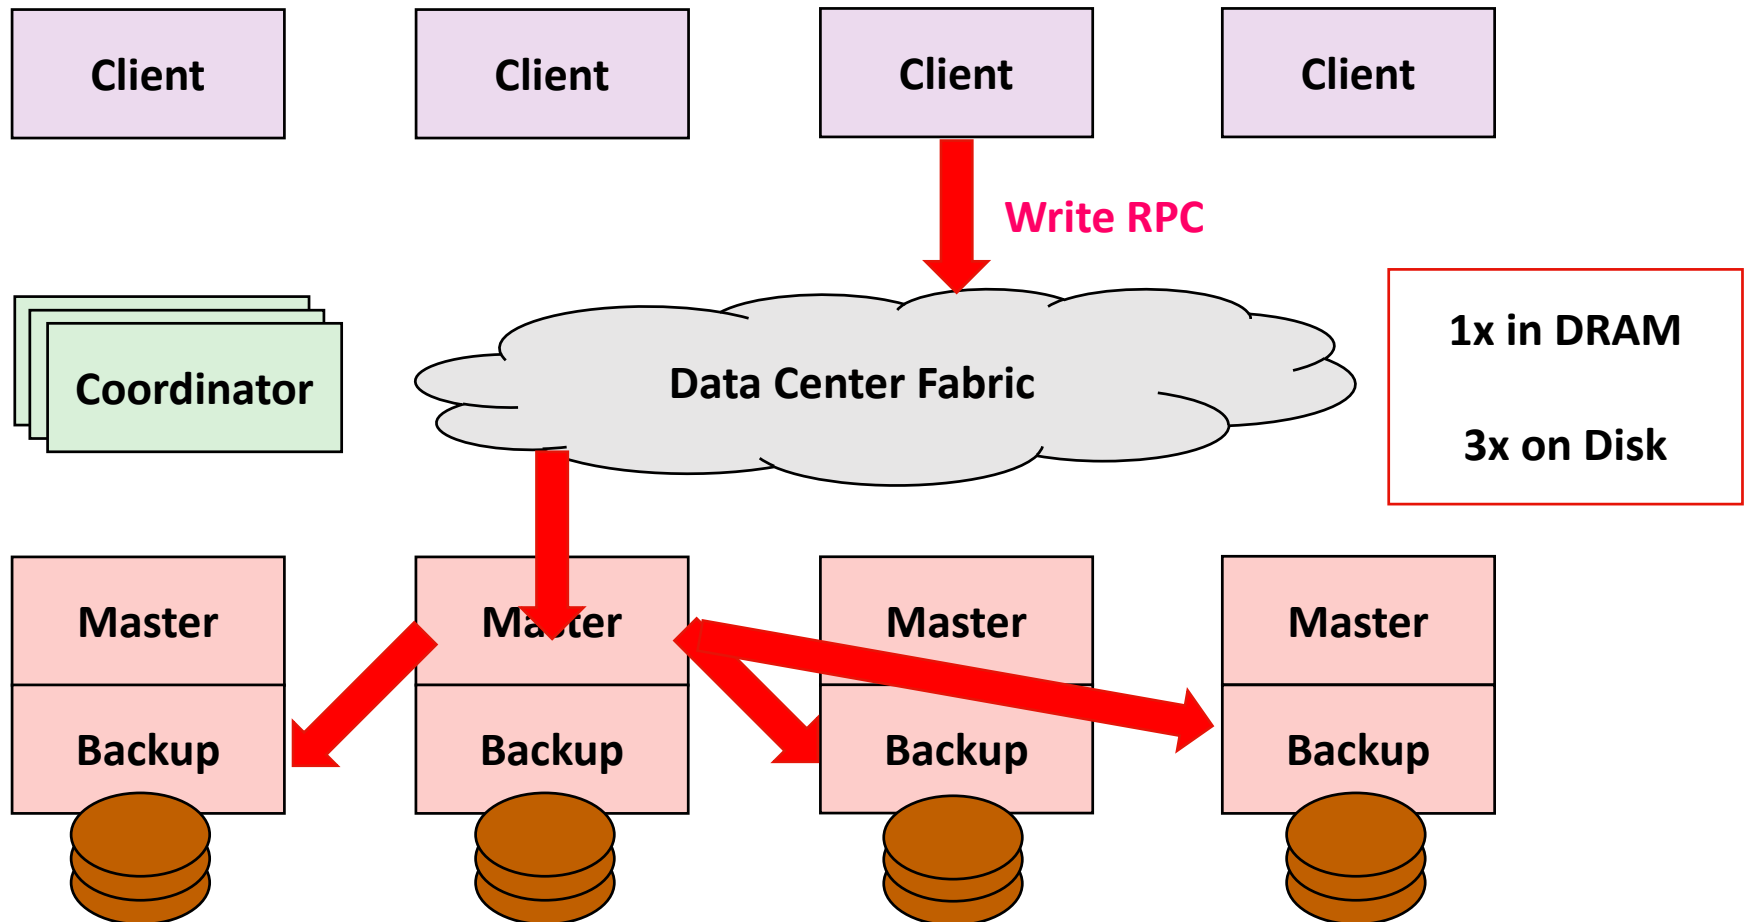 Client
Client
Client
Client
Write RPC
Coordinator
Data Center Fabric
1x in DRAM
3x on Disk
Master
Master
Master
Master
Backup
Backup
Backup
Backup